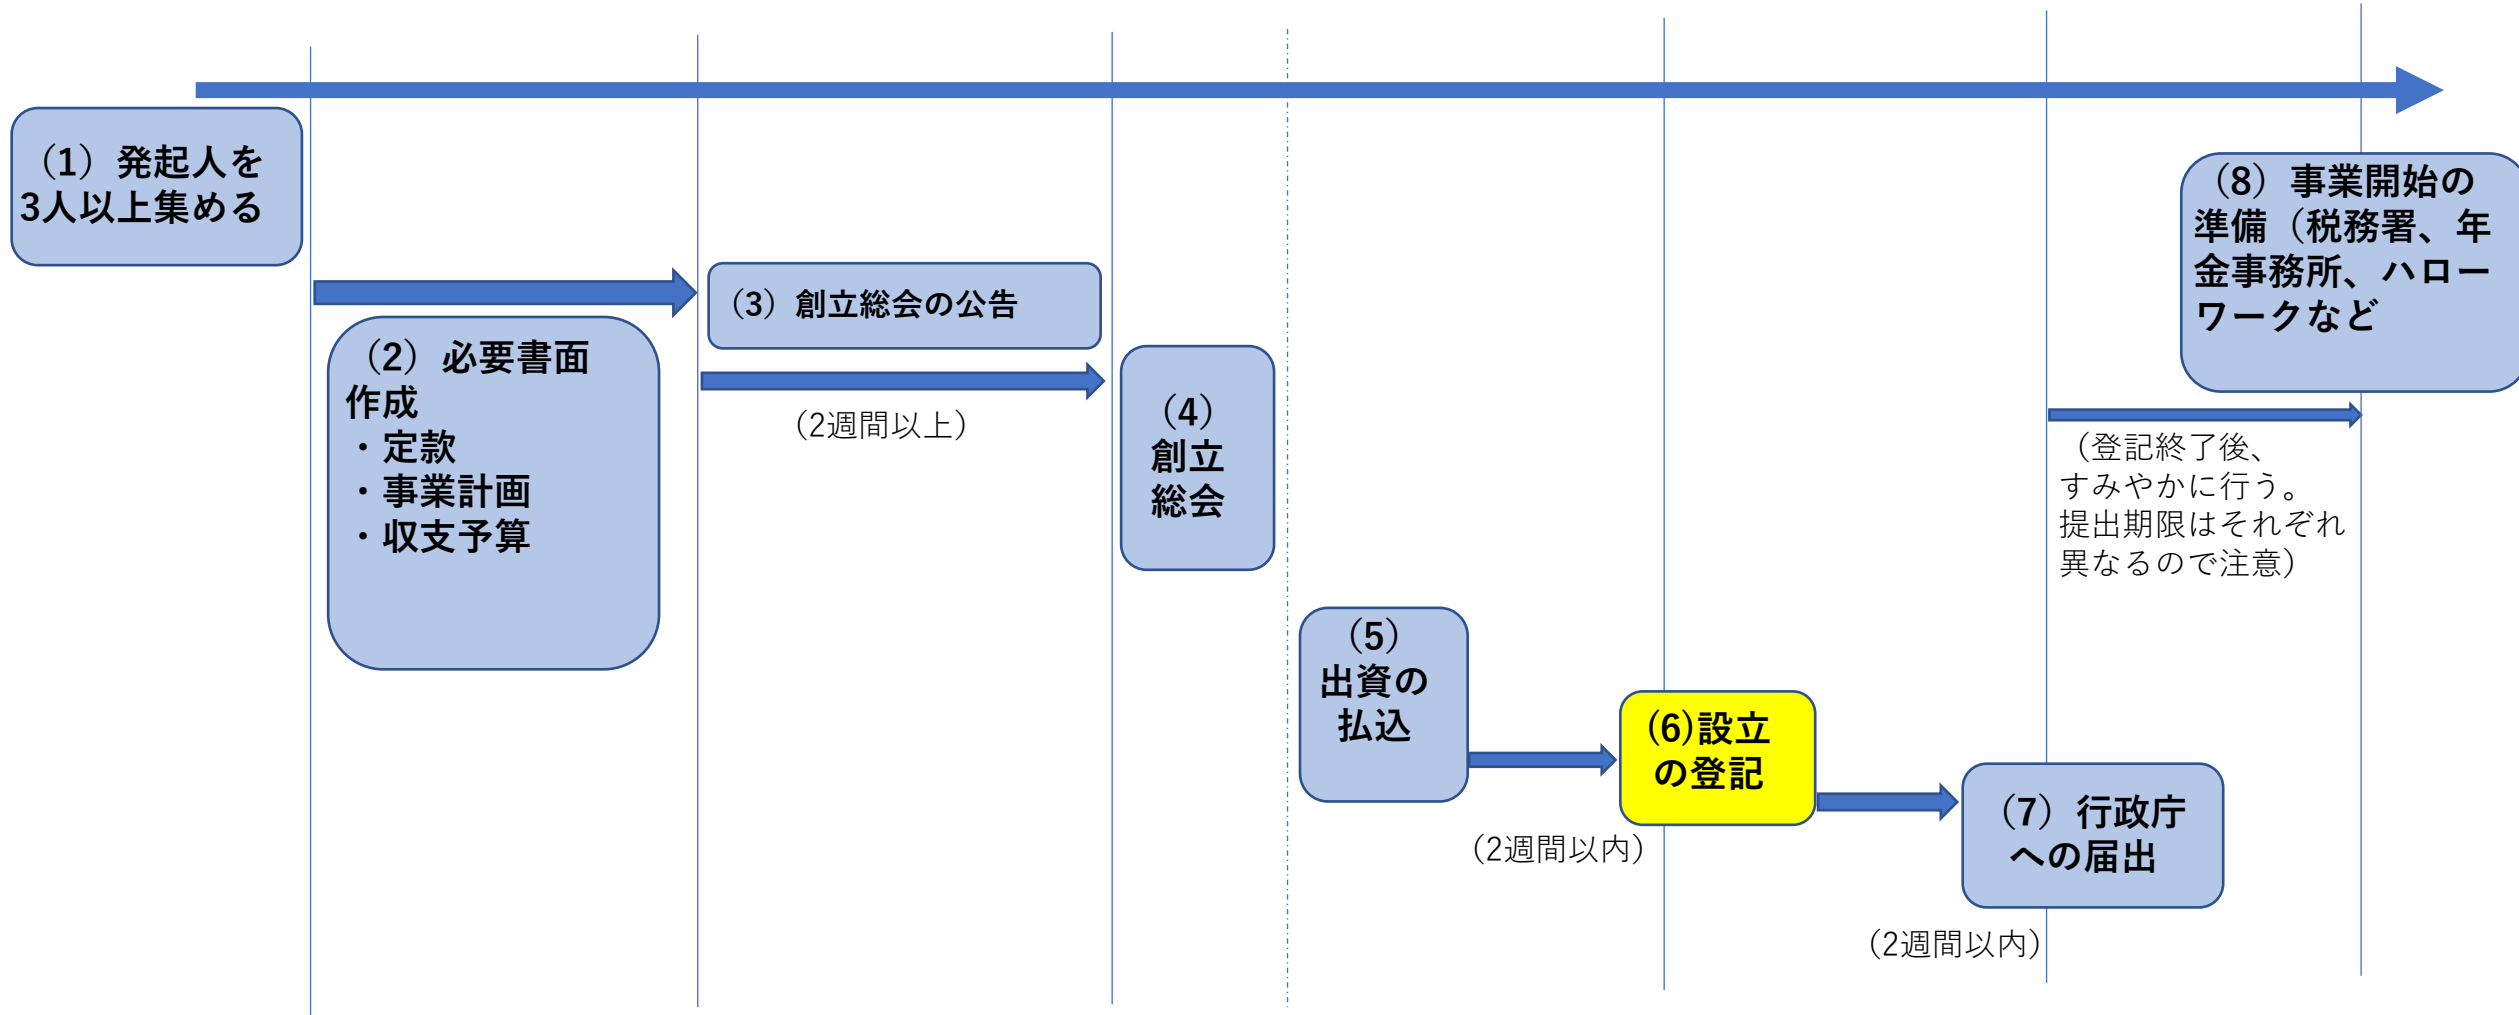 （1）発起人を
3人以上集める
（2）必要書面
作成
・定款
・事業計画
・収支予算
（3）創立総会の公告
（2週間以上）
（4）
創立
総会
（5）
出資の
払込
（2週間以内）
(6)設立
の登記
（7）行政庁
への届出
（2週間以内）
（8）事業開始の
準備（税務署、年
金事務所、ハロー
ワークなど
（登記終了後、
すみやかに行う。
提出期限はそれぞれ
異なるので注意）